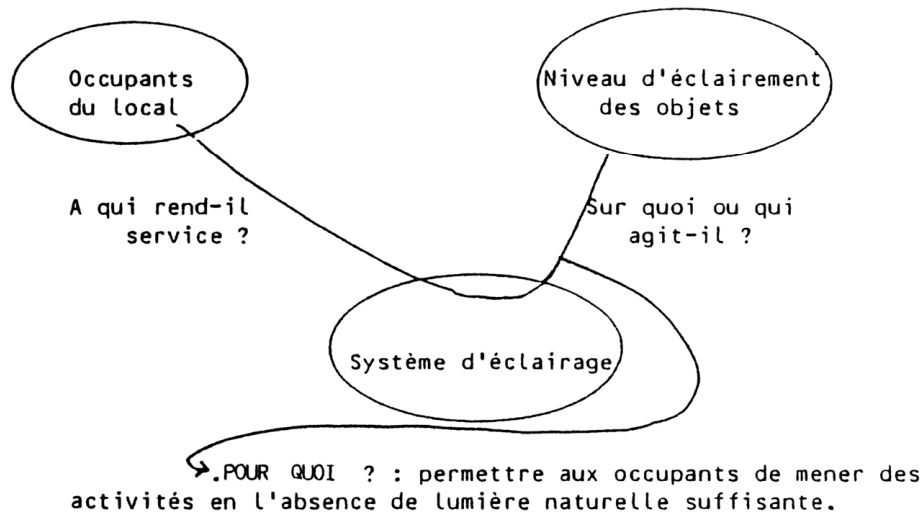 Occupants
du local
Niveau d'éclairement
des objets
A qui rend-il
service ?
Sur quoi ou qui
agit-il ?
Système d'éclairage
.POUR QUOI ? : permettre aux occupants de mener des
activités en l'absence de lumière naturelle suffisante.